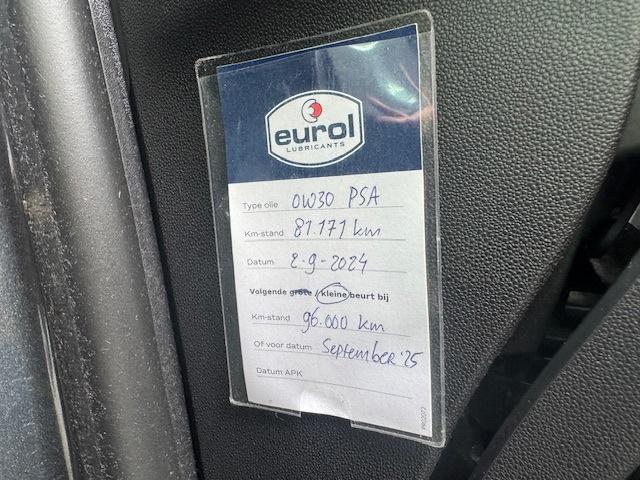 eurol
LUBRICANTS
Type olie 0W30 PSA
Km-stand 81.171 km
Datum 2-9-2024
Volgende grote / kleine beurt bij
Km-stand 96.000 km
Of voor datum September '25
Datum APK